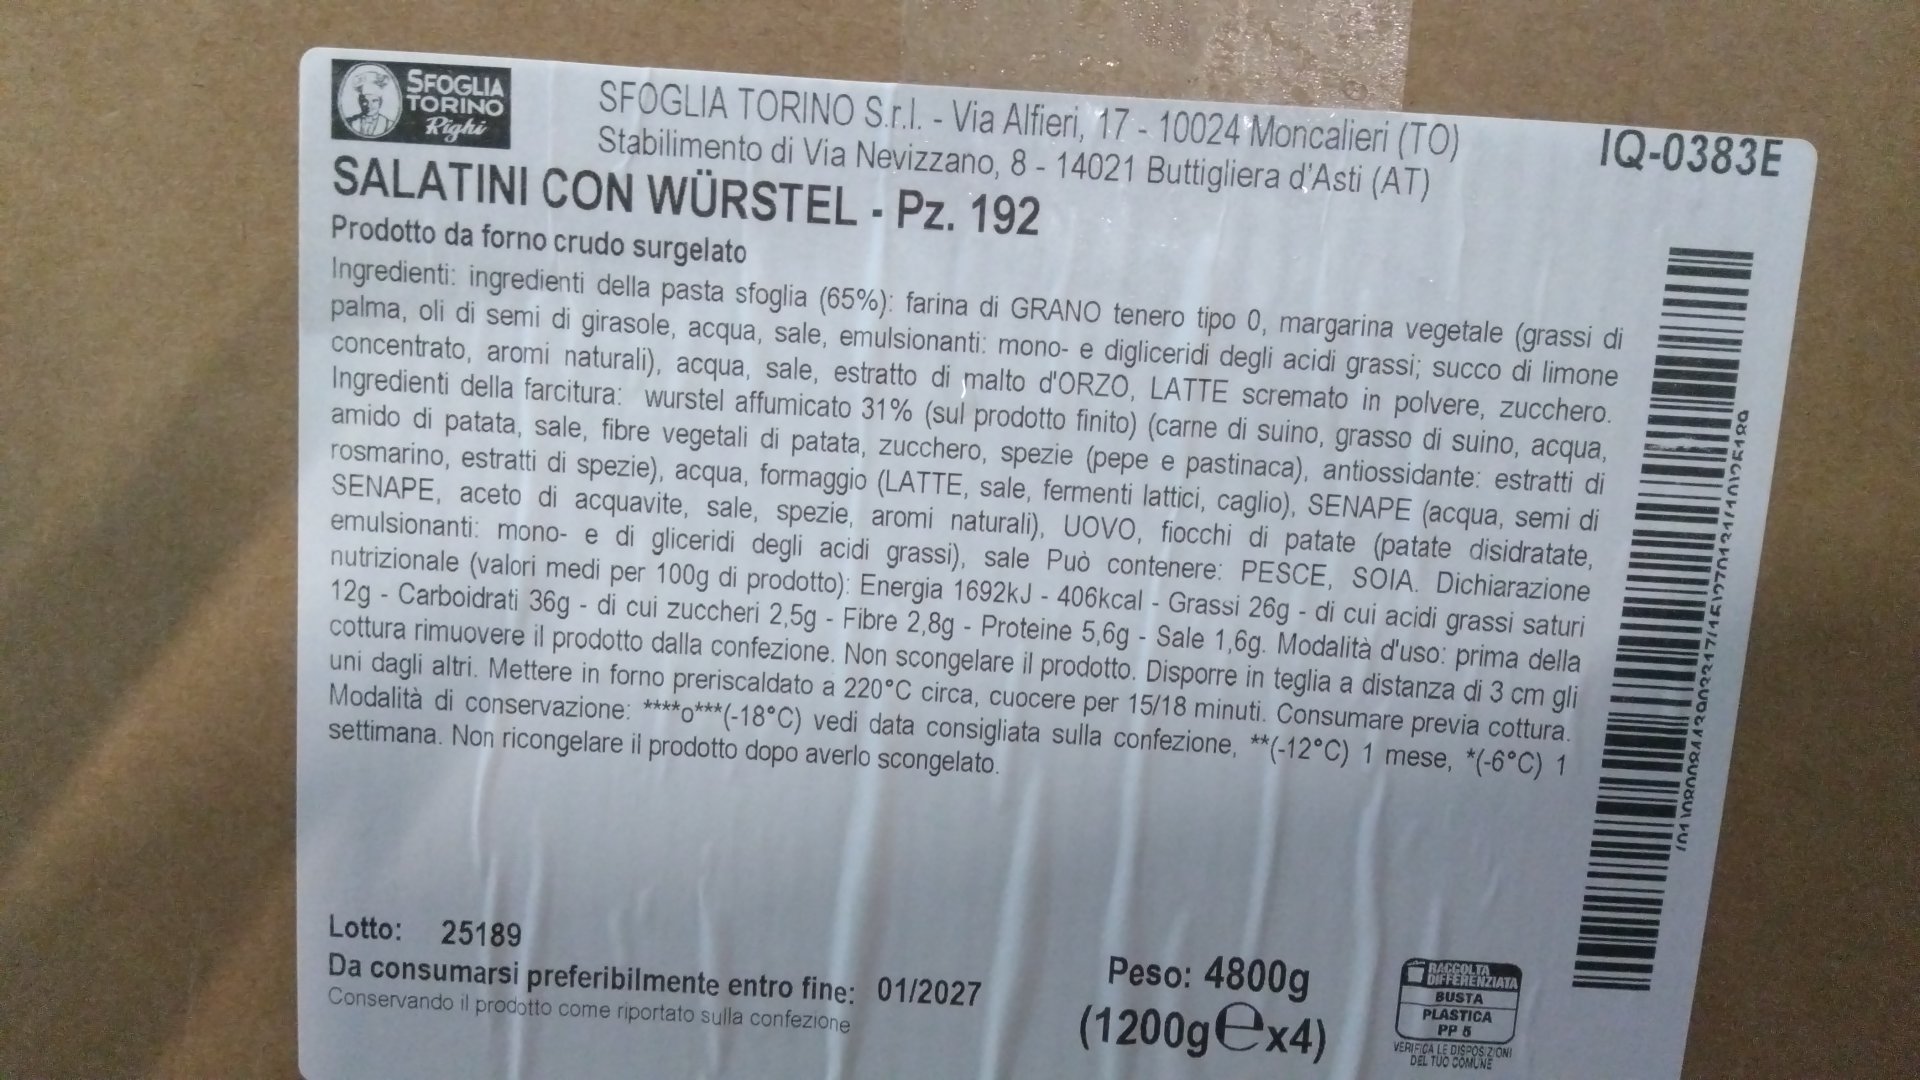 SFOGLIA
TORINO
Righi
SFOGLIA TORINO S.r.l. - Via Alfieri, 17 - 10024 Moncalieri (TO)
Stabilimento di Via Nevizzano, 8 - 14021 Buttigliera d'Asti (AT)
IQ-0383E
SALATINI CON WÜRSTEL - Pz. 192
Prodotto da forno crudo surgelato
Ingredienti: ingredienti della pasta sfoglia (65%): farina di GRANO tenero tipo 0, margarina vegetale (grassi di
palma, oli di semi di girasole, acqua, sale, emulsionanti: mono- e digliceridi degli acidi grassi; succo di limone
concentrato, aromi naturali), acqua, sale, estratto di malto d'ORZO, LATTE scremato in polvere, zucchero.
Ingredienti della farcitura: wurstel affumicato 31% (sul prodotto finito) (carne di suino, grasso di suino, acqua,
amido di patata, sale, fibre vegetali di patata, zucchero, spezie (pepe e pastinaca), antiossidante: estratti di
rosmarino, estratti di spezie), acqua, formaggio (LATTE, sale, fermenti lattici, caglio), SENAPE (acqua, semi di
SENAPE, aceto di acquavite, sale, spezie, aromi naturali), UOVO, fiocchi di patate (patate disidratate,
emulsionanti: mono- e di gliceridi degli acidi grassi), sale Può contenere: PESCE, SOIA. Dichiarazione
nutrizionale (valori medi per 100g di prodotto): Energia 1692kJ - 406kcal - Grassi 26g - di cui acidi grassi saturi
12g - Carboidrati 36g - di cui zuccheri 2,5g - Fibre 2,8g - Proteine 5,6g - Sale 1,6g. Modalità d'uso: prima della
cottura rimuovere il prodotto dalla confezione. Non scongelare il prodotto. Disporre in teglia a distanza di 3 cm gli
uni dagli altri. Mettere in forno preriscaldato a 220°C circa, cuocere per 15/18 minuti. Consumare previa cottura.
Modalità di conservazione: ****o***(-18°C) vedi data consigliata sulla confezione, **(-12°C) 1 mese, *(-6°C) 1
settimana. Non ricongelare il prodotto dopo averlo scongelato.
Lotto: 25189
Da consumarsi preferibilmente entro fine: 01/2027
Conservando il prodotto come riportato sulla confezione
Peso: 4800g
(1200g℮x4)
RACCOLTA
DIFFERENZIATA
BUSTA
PLASTICA
PP 5
VERIFICA LE DISPOSIZIONI
DEL TUO COMUNE